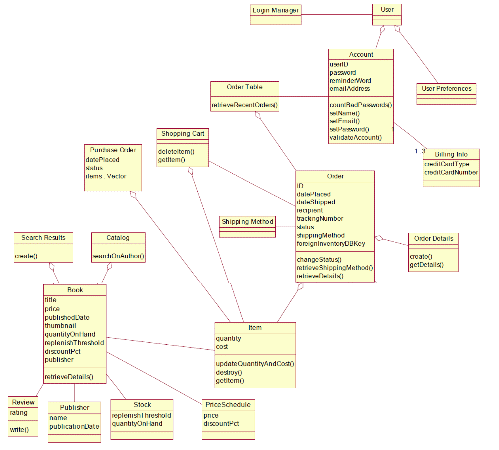 Login Manager
User
Account
userID
password
reminderWord
emailAddress
countBadPasswords()
setName()
setEmail()
setPassword()
validateAccount()
User Preferences
Order Table
retrieveRecentOrders()
Shopping Cart
deleteItem()
getItem()
Purchase Order
datePlaced
status
items : Vector
1..3
Billing Info
creditCardType
creditCardNumber
Order
ID
datePlaced
dateShipped
recipient
trackingNumber
status
shippingMethod
foreignInventoryDBKey
changeStatus()
retrieveShippingMethod()
retrieveDetails()
Shipping Method
Order Details
create()
getDetails()
Search Results
create()
Catalog
searchOnAuthor()
Book
title
price
publishedDate
thumbnail
quantityOnHand
replenishThreshold
discountPct
publisher
retrieveDetails()
Item
quantity
cost
updateQuantityAndCost()
destroy()
getItem()
Review
rating
write()
Publisher
name
publicationDate
Stock
replenishThreshold
quantityOnHand
PriceSchedule
price
discountPct